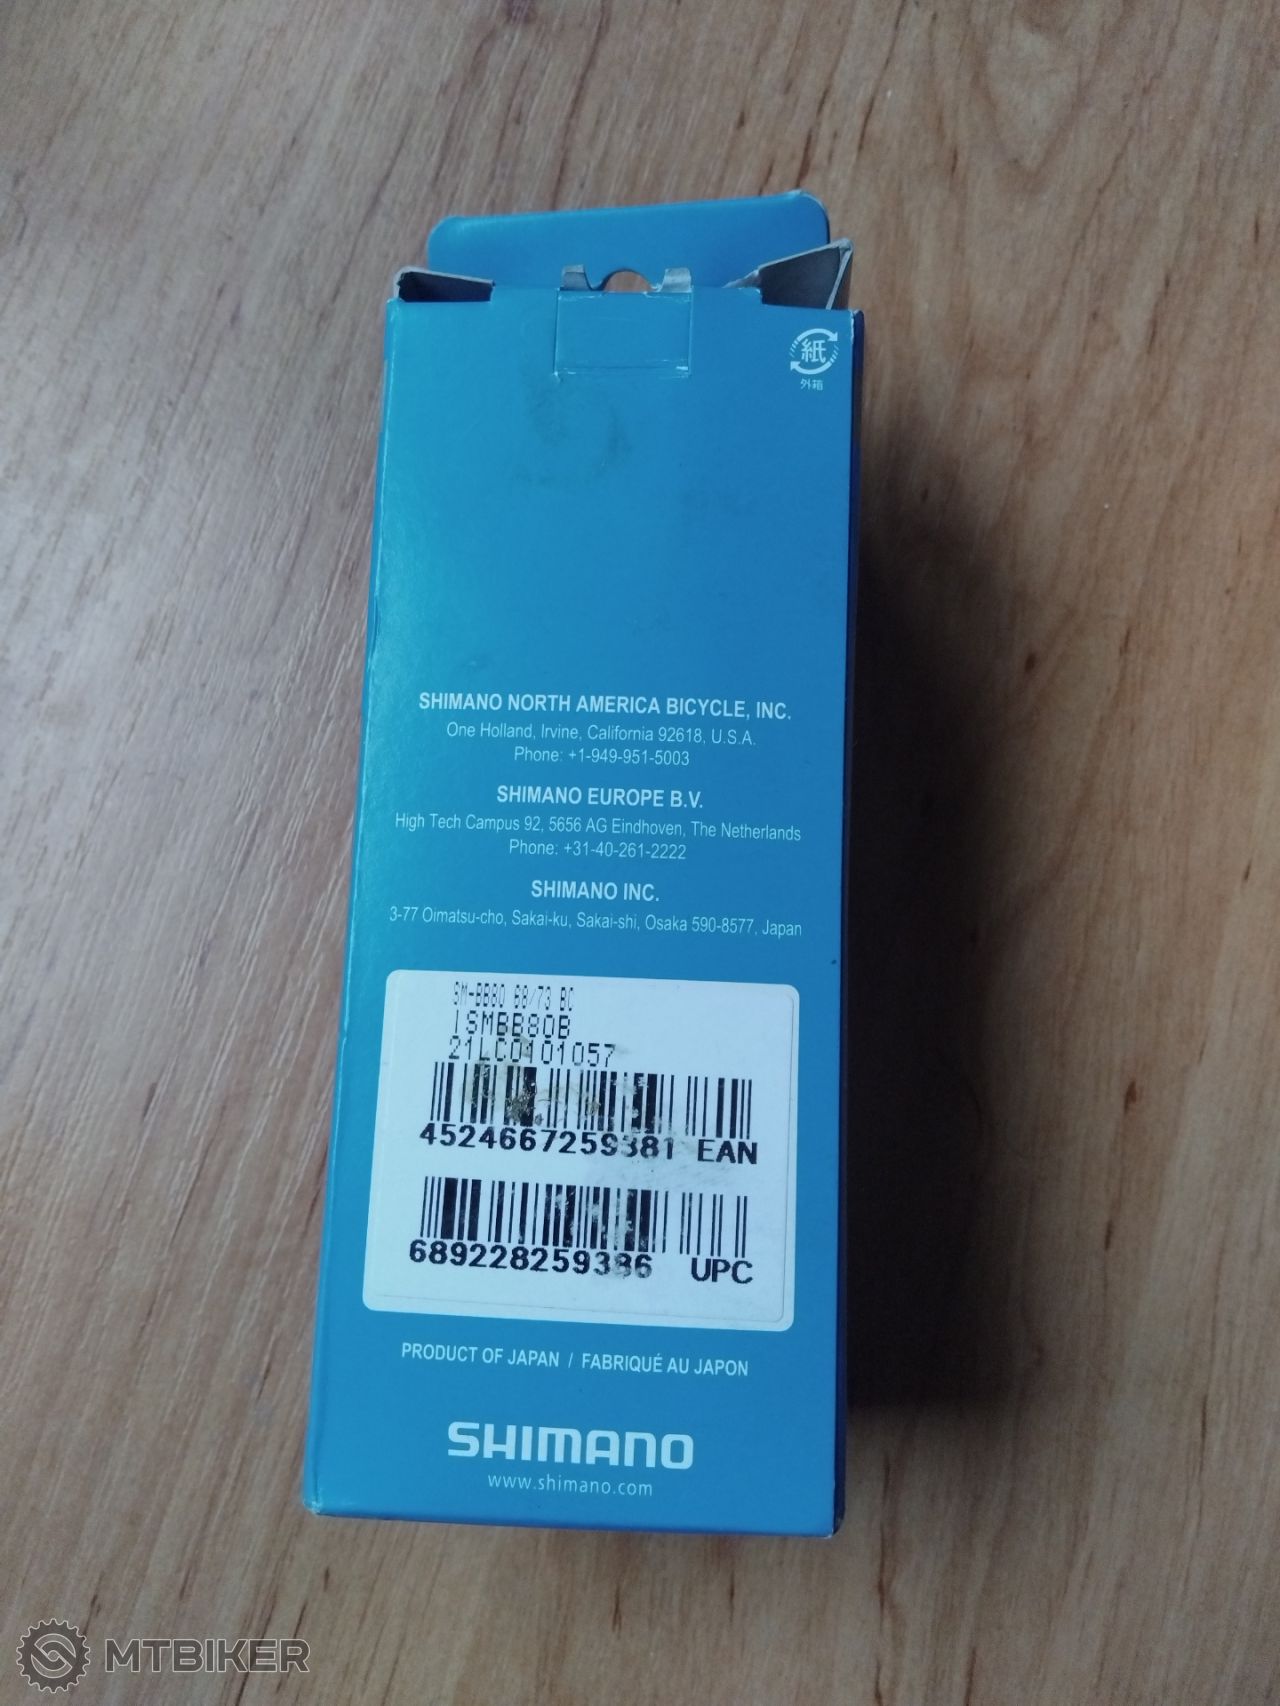 紙
外箱
SHIMANO NORTH AMERICA BICYCLE, INC.
One Holland, Irvine, California 92618, U.S.A.
Phone: +1-949-951-5003
SHIMANO EUROPE B.V.
High Tech Campus 92, 5656 AG Eindhoven, The Netherlands
Phone: +31-40-261-2222
SHIMANO INC.
3-77 Oimatsu-cho, Sakai-ku, Sakai-shi, Osaka 590-8577, Japan
SM-BB80 68/73 BC
ISMBB80B
21LC0101057
4524667259381 EAN
689228259386 UPC
PRODUCT OF JAPAN / FABRIQUÉ AU JAPON
SHIMANO
www.shimano.com
MTBIKER